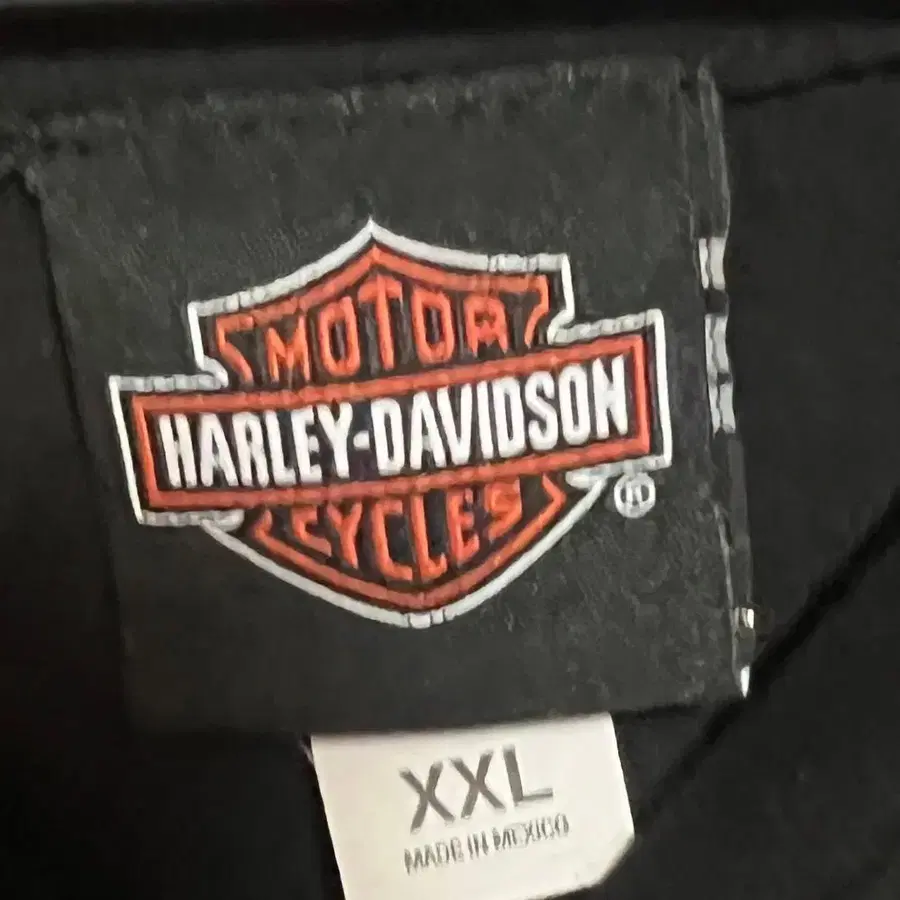 MOTOR
HARLEY-DAVIDSON
CYCLES
®
XXL
MADE IN MEXICO